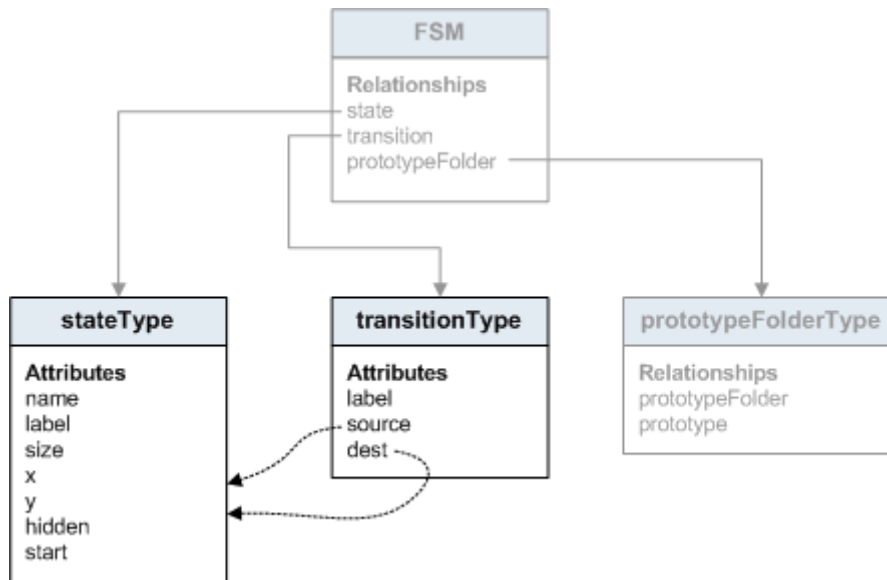 FSM
Relationships
state
transition
prototypeFolder
stateType
Attributes
name
label
size
x
y
hidden
start
transitionType
Attributes
label
source
dest
prototypeFolderType
Relationships
prototypeFolder
prototype